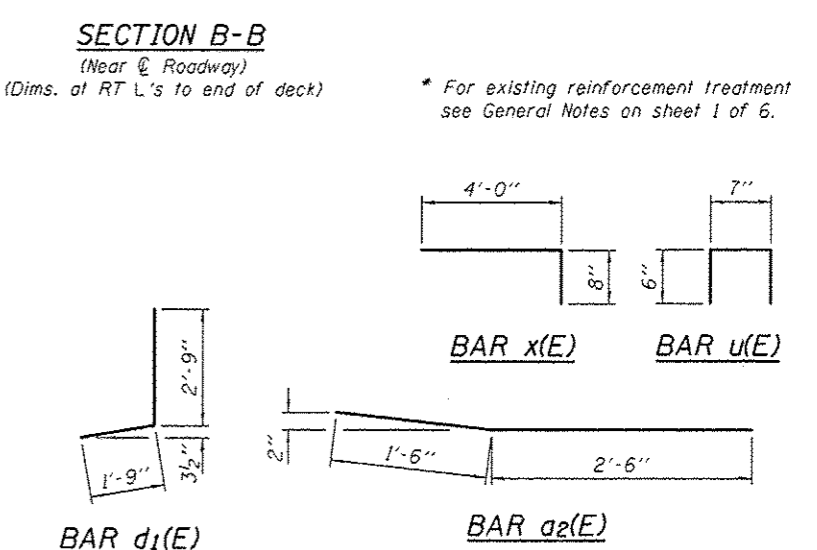 SECTION B-B
(Near ℄ Roadway)
(Dims. at RT L's to end of deck)
* For existing reinforcement treatment
see General Notes on sheet 1 of 6.
4'-0"
8"
BAR x(E)
7"
6"
BAR u(E)
2'-9"
3½"
1'-9"
BAR d1(E)
2"
1'-6"
2'-6"
BAR a2(E)